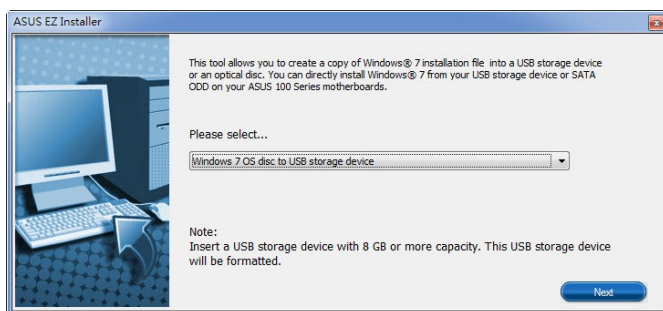 ASUS EZ Installer
This tool allows you to create a copy of Windows® 7 installation file into a USB storage device
or an optical disc. You can directly install Windows® 7 from your USB storage device or SATA
ODD on your ASUS 100 Series motherboards.
Please select...
Windows 7 OS disc to USB storage device
Note:
Insert a USB storage device with 8 GB or more capacity. This USB storage device
will be formatted.
Next